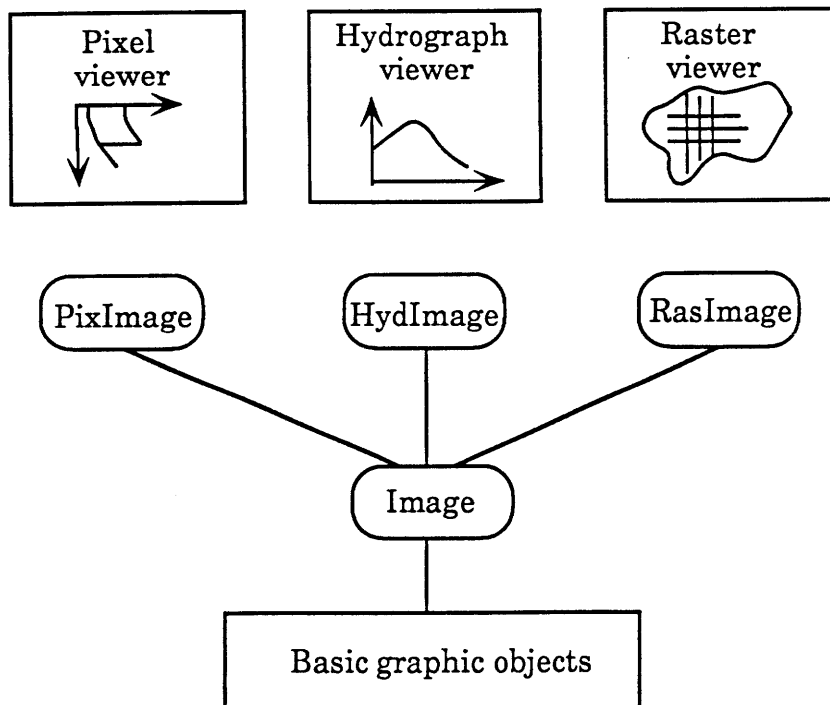 Pixel
viewer
Hydrograph
viewer
Raster
viewer
PixImage
HydImage
RasImage
Image
Basic graphic objects